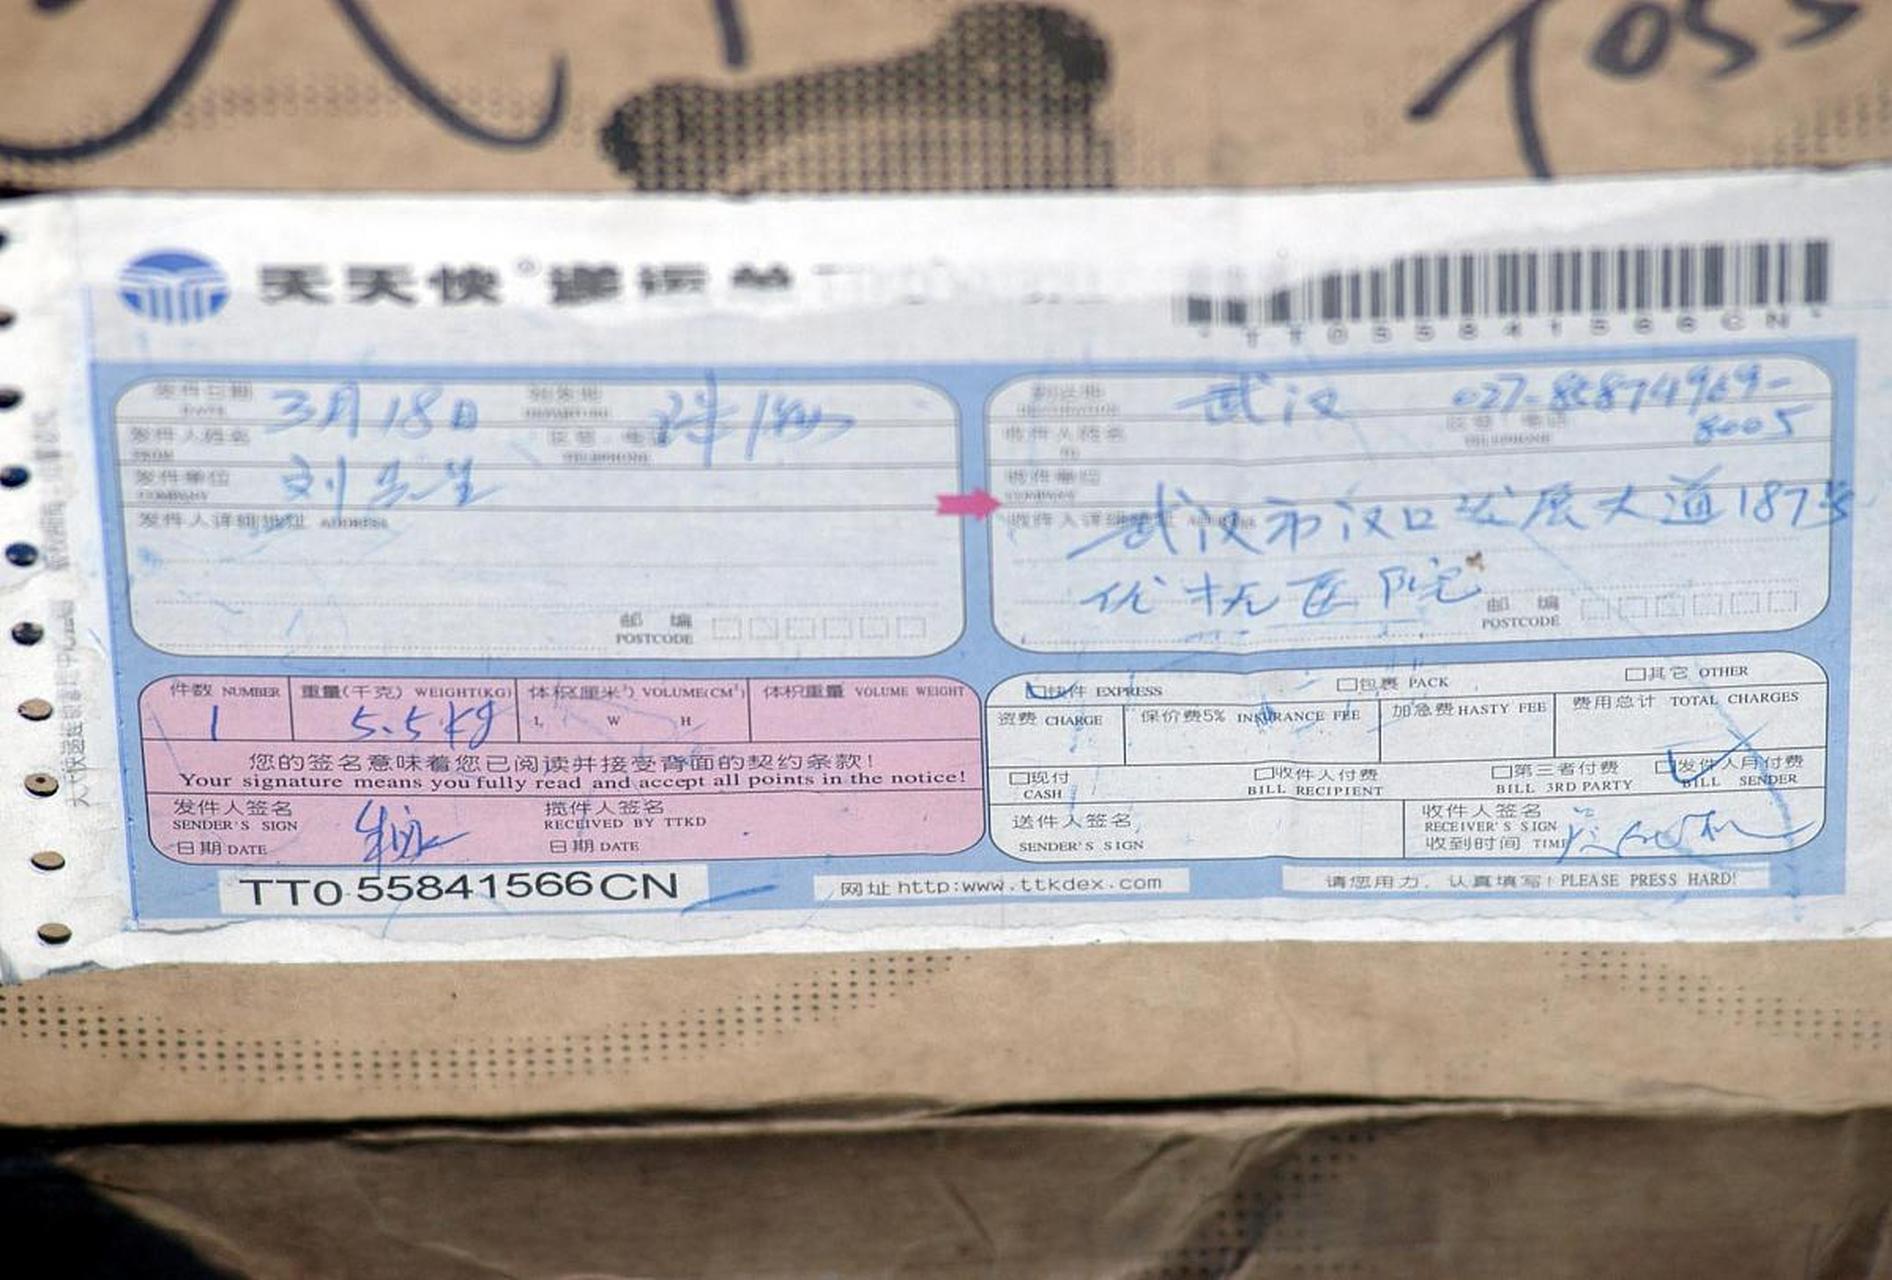 Toss
天天快递运单
TT055841566CN
发件日期 3月18日
DATE
始发地
DEPARTURE
发件人姓名
FROM
区号、电话
TELEPHONE
发件单位 刘先生
COMPANY
发件人详细地址 ADDRESS
邮 编
POSTCODE
到达地 武汉 027-
8005
收件人姓名
TO
区号、电话
TELEPHONE
收件单位
COMPANY
收件人详细地址 ADDRESS
武汉市汉口发展大道187号
优抚医院
邮 编
POSTCODE
件数 NUMBER 重量(千克) WEIGHT(KG) 体积(厘米³) VOLUME(CM³) 体积重量 VOLUME WEIGHT
1 5.5kg L W H
您的签名意味着您已阅读并接受背面的契约条款!
Your signature means you fully read and accept all points in the notice!
发件人签名
SENDER'S SIGN
日期 DATE
揽件人签名
RECEIVED BY TTKD
日期 DATE
快件 EXPRESS 包裹 PACK 其它 OTHER
资费 CHARGE 保价费5% INSURANCE FEE 加急费 HASTY FEE 费用总计 TOTAL CHARGES
现付 收件人付费 第三者付费 发件人月付费
CASH BILL RECIPIENT BILL 3RD PARTY BILL SENDER
送件人签名
SENDER'S SIGN
收件人签名
RECEIVER'S SIGN
收到时间 TIME
TT0 55841566CN
网址 http:www.ttkdex.com
请您用力,认真填写! PLEASE PRESS HARD!